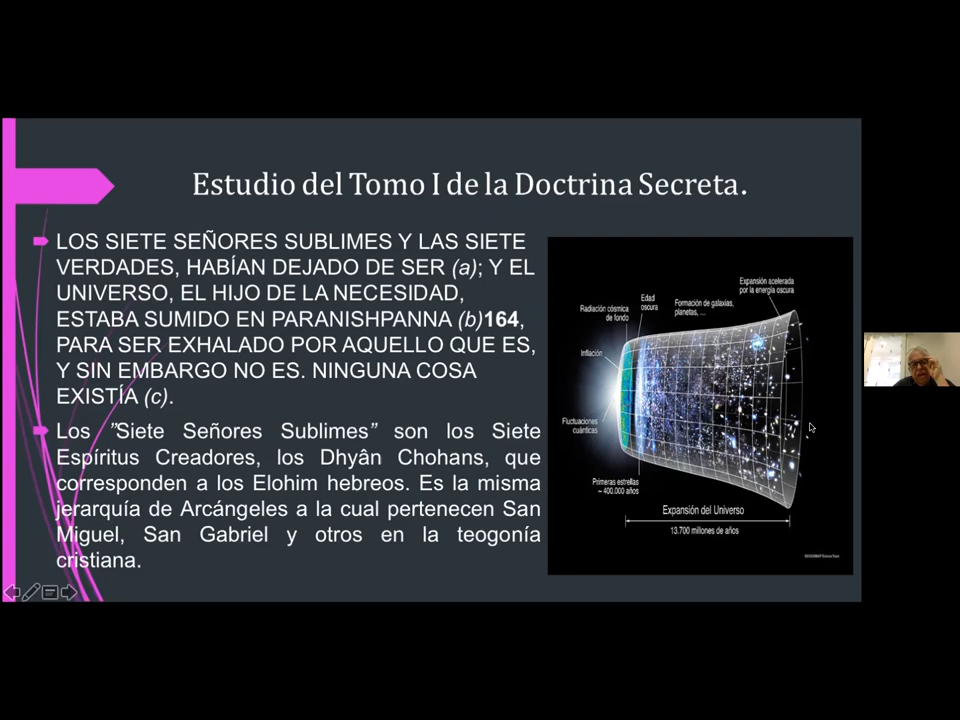 Estudio del Tomo I de la Doctrina Secreta.
LOS SIETE SEÑORES SUBLIMES Y LAS SIETE
VERDADES, HABÍAN DEJADO DE SER (a); Y EL
UNIVERSO, EL HIJO DE LA NECESIDAD,
ESTABA SUMIDO EN PARANISHPANNA (b)164,
PARA SER EXHALADO POR AQUELLO QUE ES,
Y SIN EMBARGO NO ES. NINGUNA COSA
EXISTÍA (c).
Los ”Siete Señores Sublimes” son los Siete
Espíritus Creadores, los Dhyân Chohans, que
corresponden a los Elohim hebreos. Es la misma
jerarquía de Arcángeles a la cual pertenecen San
Miguel, San Gabriel y otros en la teogonía
cristiana.
Expansión acelerada
por la energía oscura
Edad
oscura
Formación de galaxias,
planetas, ...
Radiación cósmica
de fondo
Inflación
Fluctuaciones
cuánticas
Primeras estrellas
~ 400.000 años
Expansión del Universo
13.700 millones de años